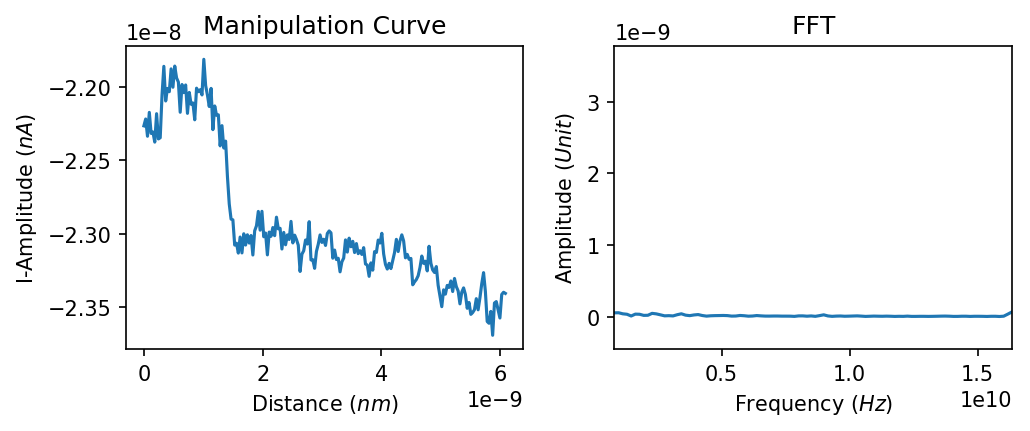 Manipulation Curve
1e−8
−2.20
−2.25
−2.30
−2.35
I-Amplitude (nA)
0 2 4 6
1e−9
Distance (nm)
FFT
1e−9
3
2
1
0
Amplitude (Unit)
0.5 1.0 1.5
1e10
Frequency (Hz)